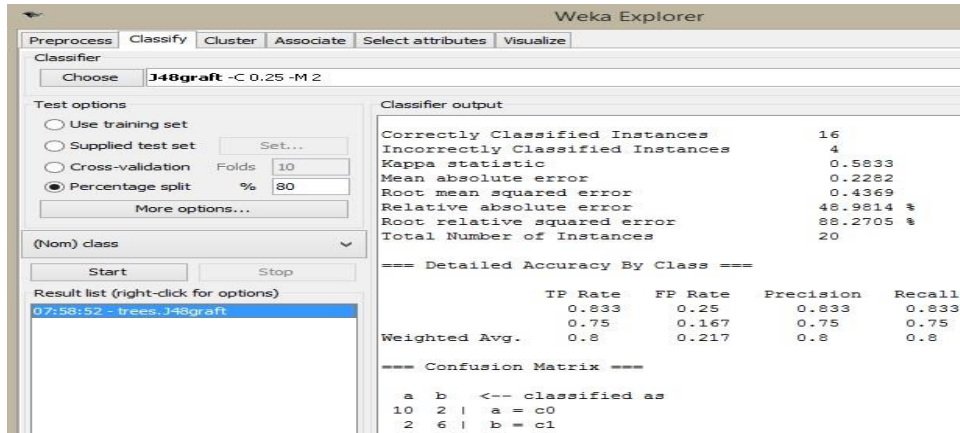 Weka Explorer
Preprocess Classify Cluster Associate Select attributes Visualize
Classifier
Choose J48graft -C 0.25 -M 2
Test options
Use training set
Supplied test set Set...
Cross-validation Folds 10
Percentage split % 80
More options...
(Nom) class
Start Stop
Result list (right-click for options)
07:58:52 - trees.J48graft
Classifier output
Correctly Classified Instances 16
Incorrectly Classified Instances 4
Kappa statistic 0.5833
Mean absolute error 0.2282
Root mean squared error 0.4369
Relative absolute error 48.9814 %
Root relative squared error 88.2705 %
Total Number of Instances 20
=== Detailed Accuracy By Class ===
TP Rate FP Rate Precision Recall
0.833 0.25 0.833 0.833
0.75 0.167 0.75 0.75
Weighted Avg. 0.8 0.217 0.8 0.8
=== Confusion Matrix ===
a b <-- classified as
10 2 | a = c0
2 6 | b = c1